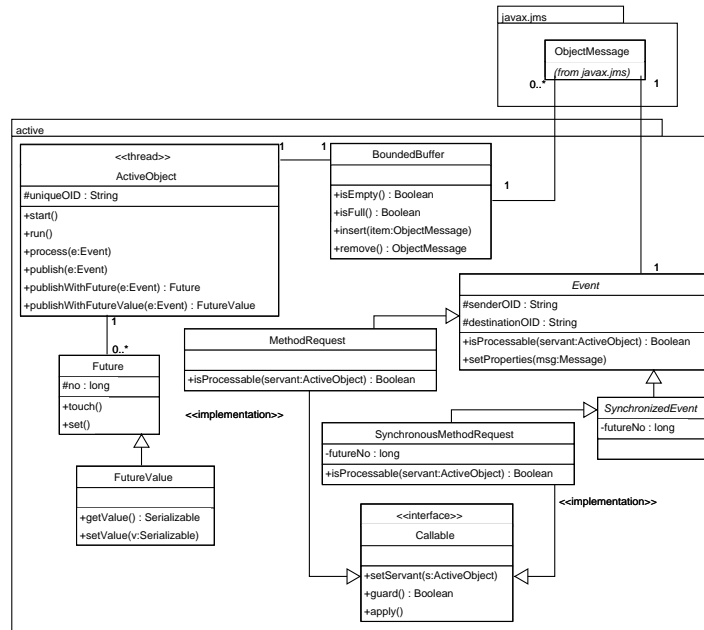 javax.jms
ObjectMessage
(from javax.jms)
0..*
1
active
<<thread>>
ActiveObject
#uniqueOID : String
+start()
+run()
+process(e:Event)
+publish(e:Event)
+publishWithFuture(e:Event) : Future
+publishWithFutureValue(e:Event) : FutureValue
1
1
BoundedBuffer
+isEmpty() : Boolean
+isFull() : Boolean
+insert(item:ObjectMessage)
+remove() : ObjectMessage
1
1
Event
#senderOID : String
#destinationOID : String
+isProcessable(servant:ActiveObject) : Boolean
+setProperties(msg:Message)
1
0..*
Future
#no : long
+touch()
+set()
MethodRequest
+isProcessable(servant:ActiveObject) : Boolean
<<implementation>>
SynchronizedEvent
-futureNo : long
SynchronousMethodRequest
-futureNo : long
+isProcessable(servant:ActiveObject) : Boolean
<<implementation>>
FutureValue
+getValue() : Serializable
+setValue(v:Serializable)
<<interface>>
Callable
+setServant(s:ActiveObject)
+guard() : Boolean
+apply()